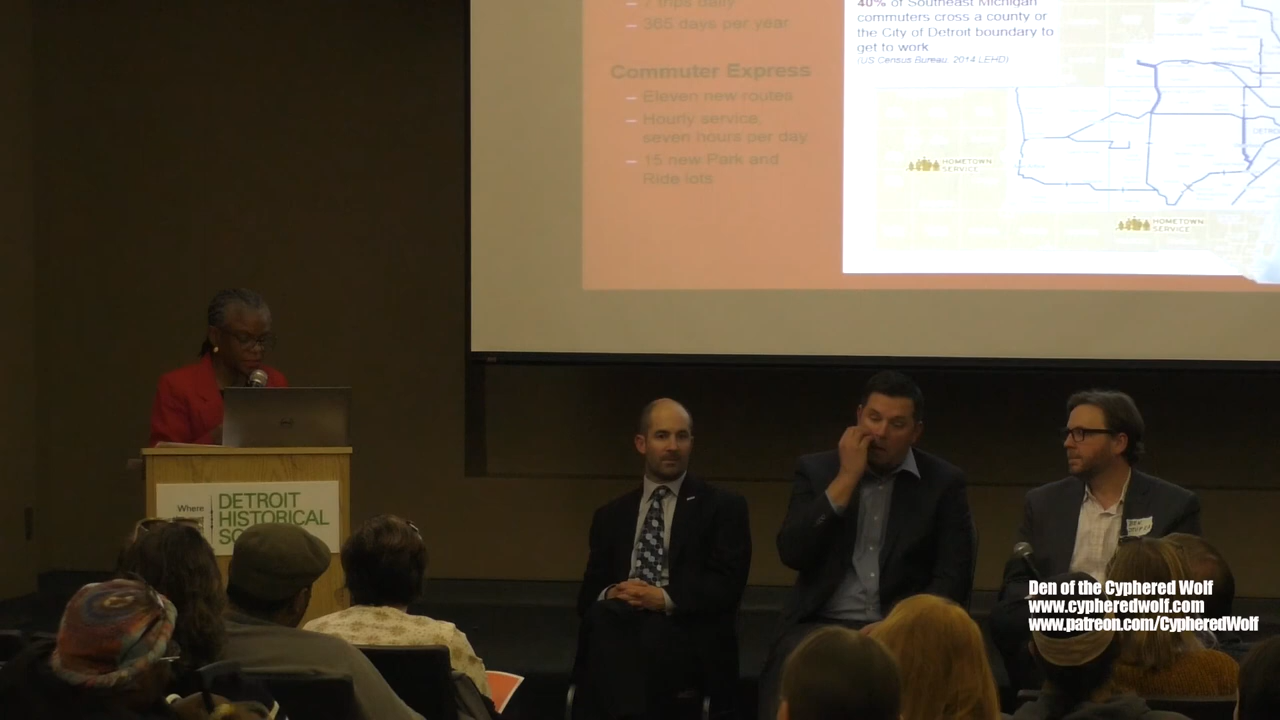 7 trips daily
365 days per year
Commuter Express
Eleven new routes
Hourly service,
seven hours per day
15 new Park and
Ride lots
40% of Southeast Michigan
commuters cross a county or
the City of Detroit boundary to
get to work
(US Census Bureau, 2014 LEHD)
HOMETOWN
SERVICE
HOMETOWN
SERVICE
Where
DETROIT
HISTORICAL
Den of the Cyphered Wolf
www.cypheredwolf.com
www.patreon.com/CypheredWolf